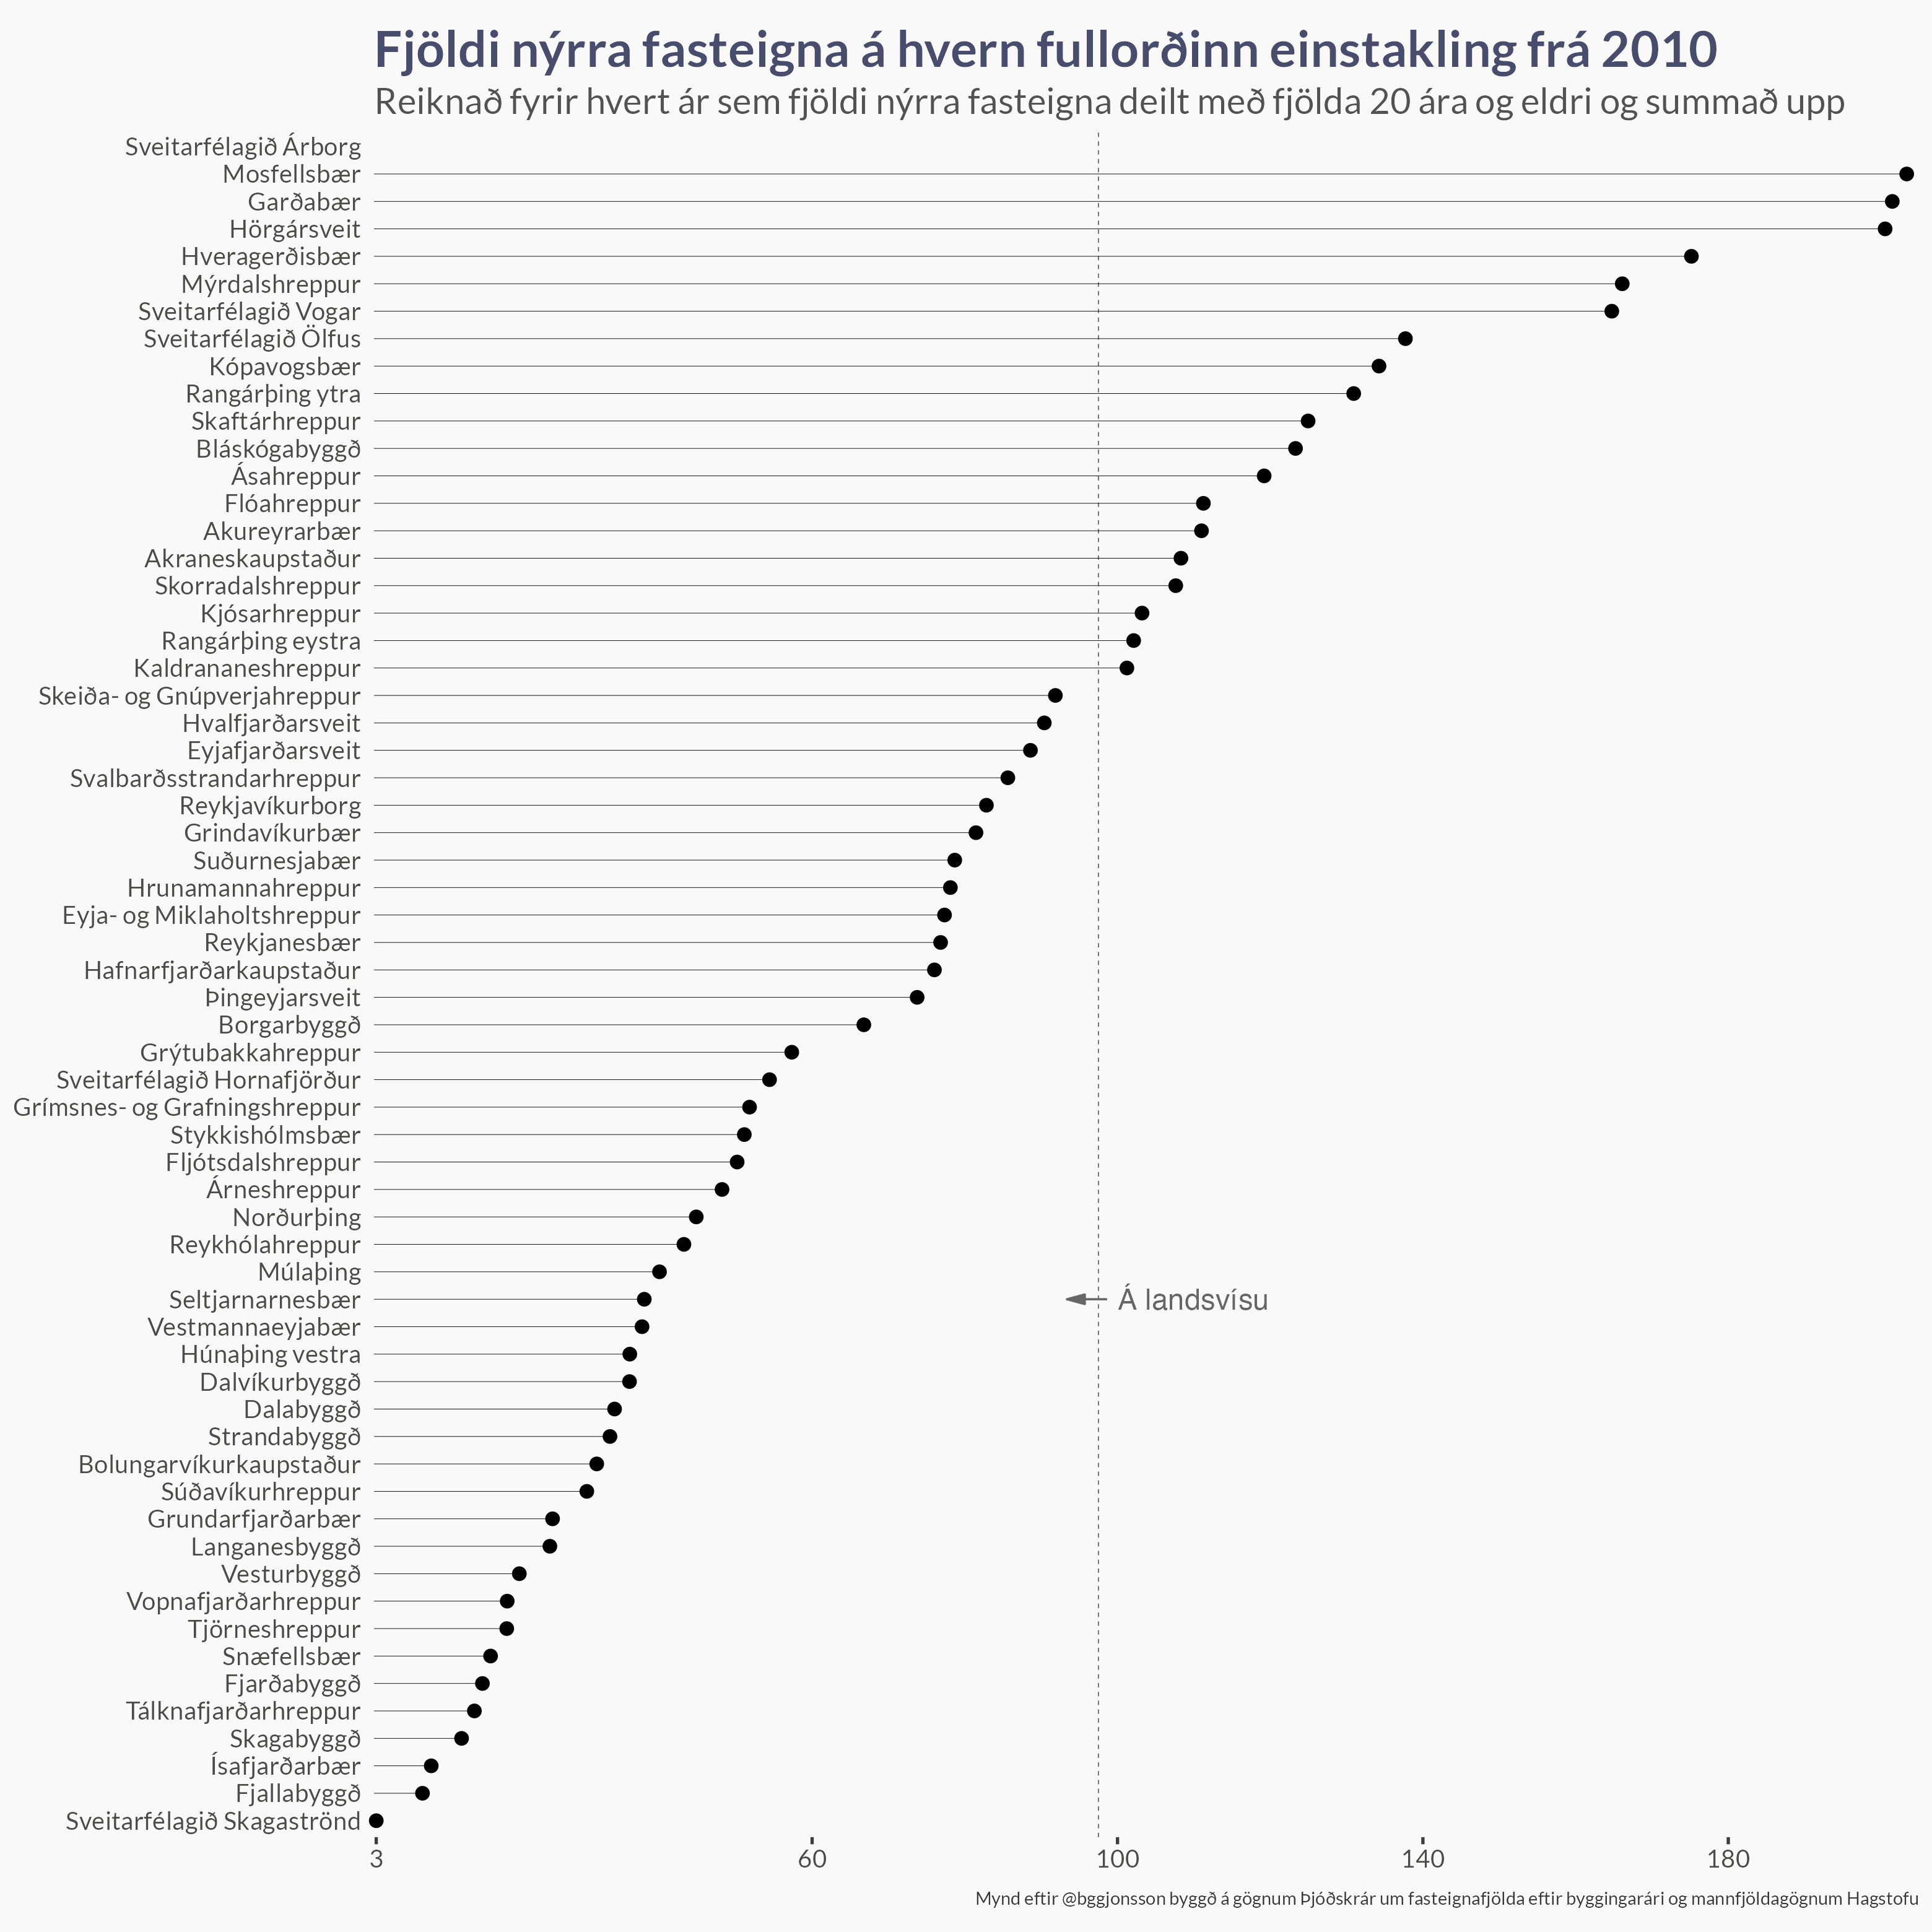 Fjöldi nýrra fasteigna á hvern fullorðinn einstakling frá 2010
Reiknað fyrir hvert ár sem fjöldi nýrra fasteigna deilt með fjölda 20 ára og eldri og summað upp
Sveitarfélagið Árborg
Mosfellsbær
Garðabær
Hörgársveit
Hveragerðisbær
Mýrdalshreppur
Sveitarfélagið Vogar
Sveitarfélagið Ölfus
Kópavogsbær
Rangárþing ytra
Skaftárhreppur
Bláskógabyggð
Ásahreppur
Flóahreppur
Akureyrarbær
Akraneskaupstaður
Skorradalshreppur
Kjósarhreppur
Rangárþing eystra
Kaldrananeshreppur
Skeiða- og Gnúpverjahreppur
Hvalfjarðarsveit
Eyjafjarðarsveit
Svalbarðsstrandarhreppur
Reykjavíkurborg
Grindavíkurbær
Suðurnesjabær
Hrunamannahreppur
Eyja- og Miklaholtshreppur
Reykjanesbær
Hafnarfjarðarkaupstaður
Þingeyjarsveit
Borgarbyggð
Grýtubakkahreppur
Sveitarfélagið Hornafjörður
Grímsnes- og Grafningshreppur
Stykkishólmsbær
Fljótsdalshreppur
Árneshreppur
Norðurþing
Reykhólahreppur
Múlaþing
Seltjarnarnesbær
Á landsvísu
Vestmannaeyjabær
Húnaþing vestra
Dalvíkurbyggð
Dalabyggð
Strandabyggð
Bolungarvíkurkaupstaður
Súðavíkurhreppur
Grundarfjarðarbær
Langanesbyggð
Vesturbyggð
Vopnafjarðarhreppur
Tjörneshreppur
Snæfellsbær
Fjarðabyggð
Tálknafjarðarhreppur
Skagabyggð
Ísafjarðarbær
Fjallabyggð
Sveitarfélagið Skagaströnd
3 60 100 140 180
Mynd eftir @bggjonsson byggð á gögnum Þjóðskrár um fasteignafjölda eftir byggingarári og mannfjöldagögnum Hagstofu